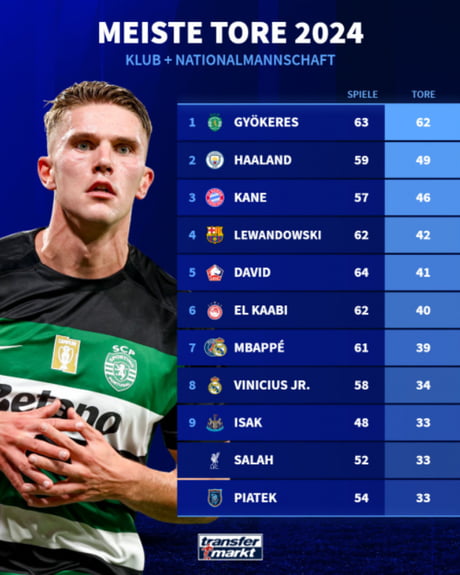 MEISTE TORE 2024
KLUB + NATIONALMANNSCHAFT
SPIELE TORE
1 GYÖKERES 63 62
2 HAALAND 59 49
3 KANE 57 46
4 LEWANDOWSKI 62 42
5 DAVID 64 41
6 EL KAABI 62 40
7 MBAPPÉ 61 39
8 VINICIUS JR. 58 34
9 ISAK 48 33
SALAH 52 33
PIATEK 54 33
SCP
SPORTING
Betano
transfer
markt